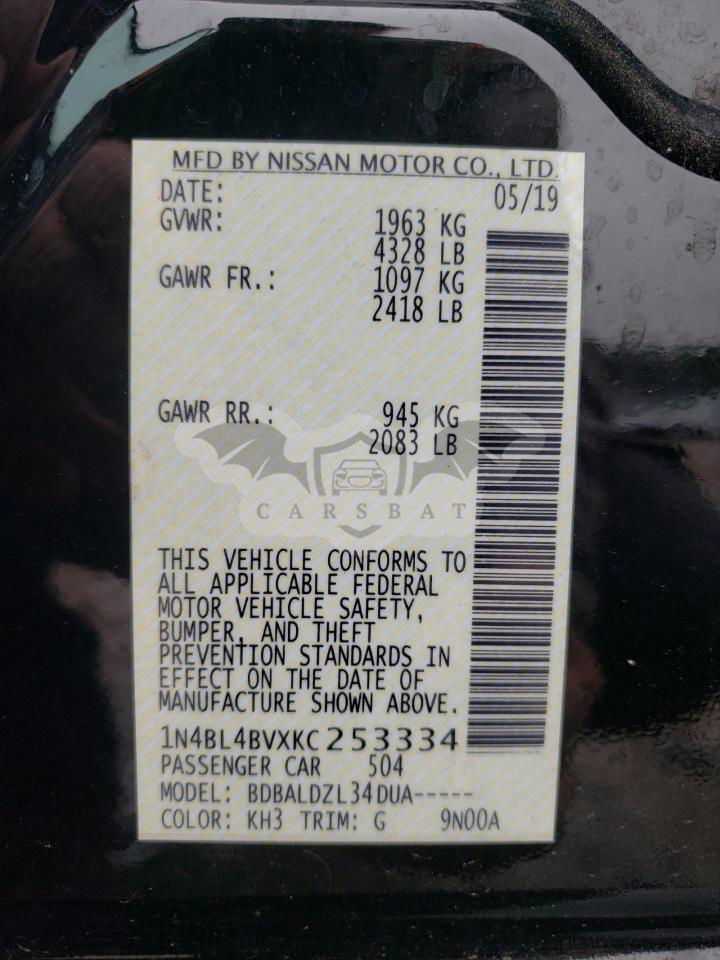 MFD BY NISSAN MOTOR CO., LTD.
DATE: 05/19
GVWR: 1963 KG
4328 LB
GAWR FR.: 1097 KG
2418 LB
GAWR RR.: 945 KG
2083 LB
CARSBAT
THIS VEHICLE CONFORMS TO
ALL APPLICABLE FEDERAL
MOTOR VEHICLE SAFETY,
BUMPER, AND THEFT
PREVENTION STANDARDS IN
EFFECT ON THE DATE OF
MANUFACTURE SHOWN ABOVE.
1N4BL4BVXKC253334
PASSENGER CAR 504
MODEL: BDBALDZL34DUA-----
COLOR: KH3 TRIM: G 9N00A